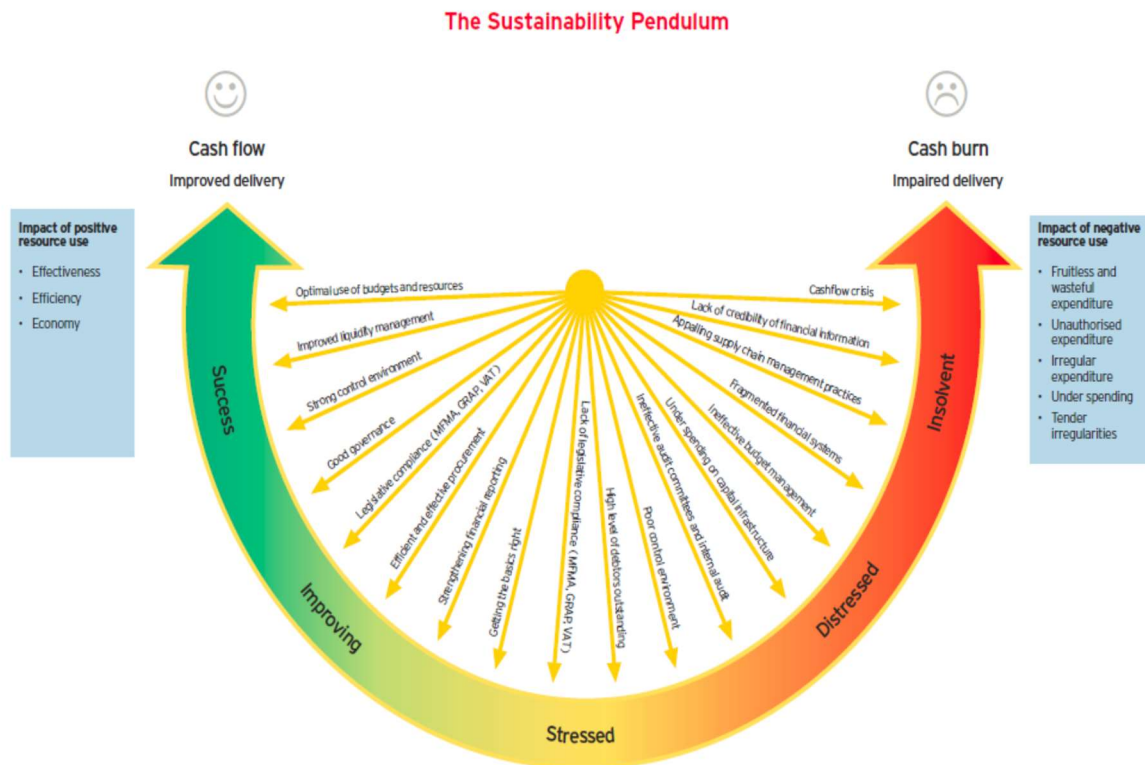 The Sustainability Pendulum
Cash flow
Improved delivery
Cash burn
Impaired delivery
Impact of positive
resource use
• Effectiveness
• Efficiency
• Economy
Impact of negative
resource use
• Fruitless and
wasteful
expenditure
• Unauthorised
expenditure
• Irregular
expenditure
• Under spending
• Tender
irregularities
Optimal use of budgets and resources
Improved liquidity management
Strong control environment
Good governance
Legislative compliance (MFMA, GRAP, VAT)
Efficient and effective procurement
Strengthening financial reporting
Getting the basics right
Lack of legislative compliance (MFMA, GRAP, VAT)
High level of debtors outstanding
Poor control environment
Ineffective audit committees and internal audit
Under spending on capital infrastructure
Ineffective budget management
Fragmented financial systems
Appalling supply chain management practices
Lack of credibility of financial information
Cashflow crisis
Success
Improving
Stressed
Distressed
Insolvent